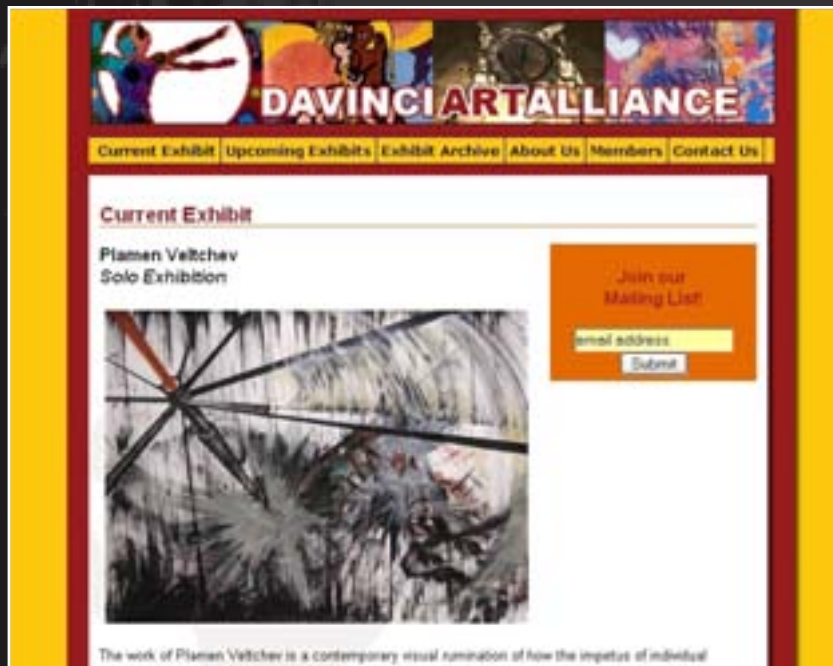 DAVINCI ART ALLIANCE
Current Exhibit Upcoming Exhibits Exhibit Archive About Us Members Contact Us
Current Exhibit
Plamen Veltchev
Solo Exhibition
Join our
Mailing List!
email address
Submit
The work of Plamen Veltchev is a contemporary visual rumination of how the impetus of individual